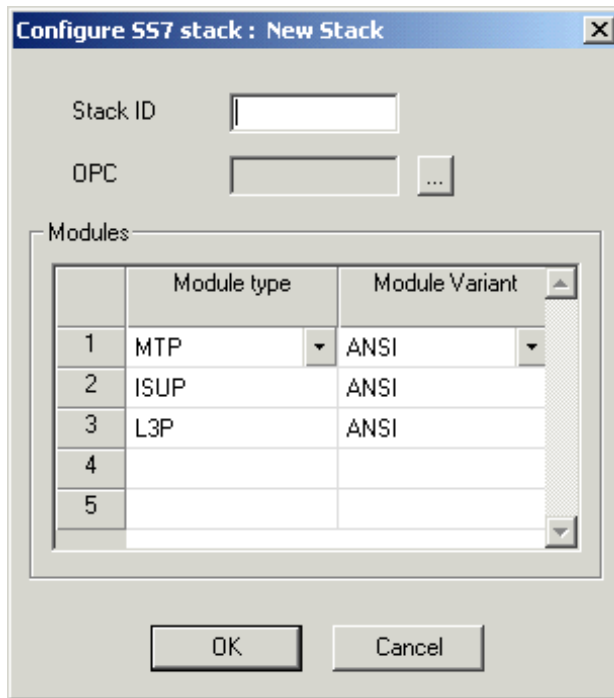 Configure SS7 stack : New Stack
Stack ID
OPC
...
Modules
Module type Module Variant
1 MTP ANSI
2 ISUP ANSI
3 L3P ANSI
4
5
OK Cancel